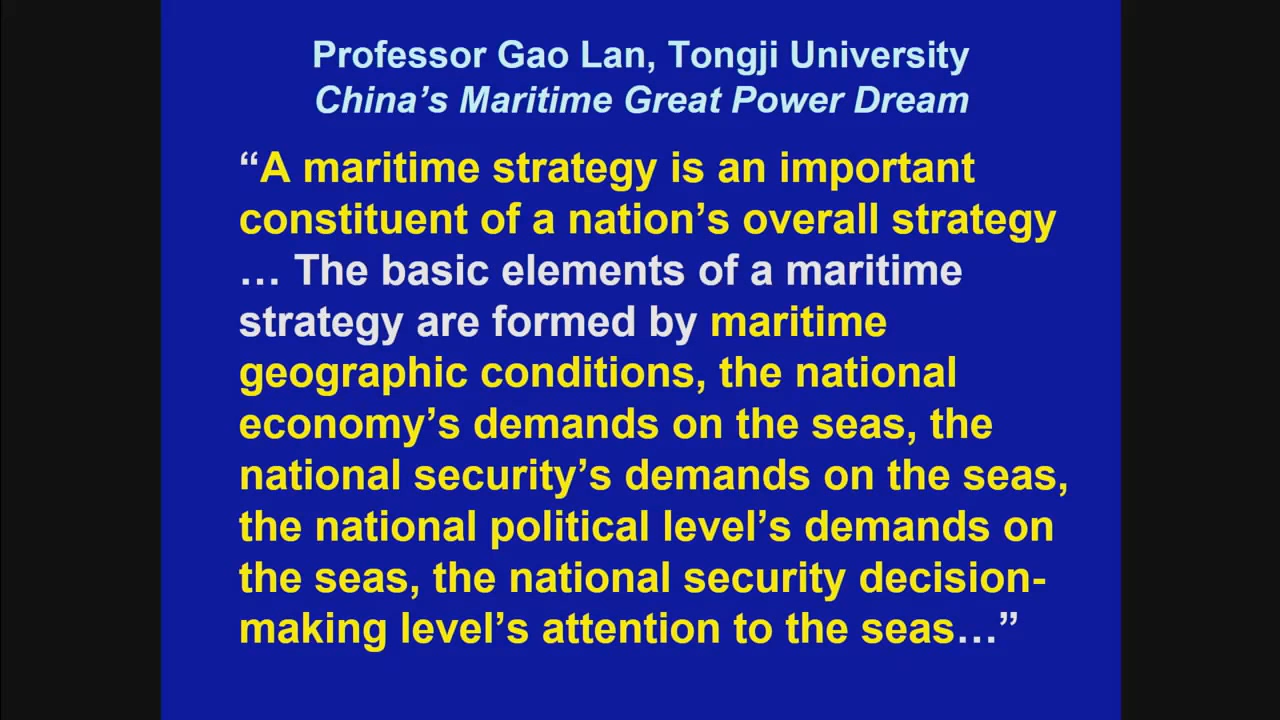 Professor Gao Lan, Tongji University
China’s Maritime Great Power Dream
“A maritime strategy is an important
constituent of a nation’s overall strategy
… The basic elements of a maritime
strategy are formed by maritime
geographic conditions, the national
economy’s demands on the seas, the
national security’s demands on the seas,
the national political level’s demands on
the seas, the national security decision-
making level’s attention to the seas…”